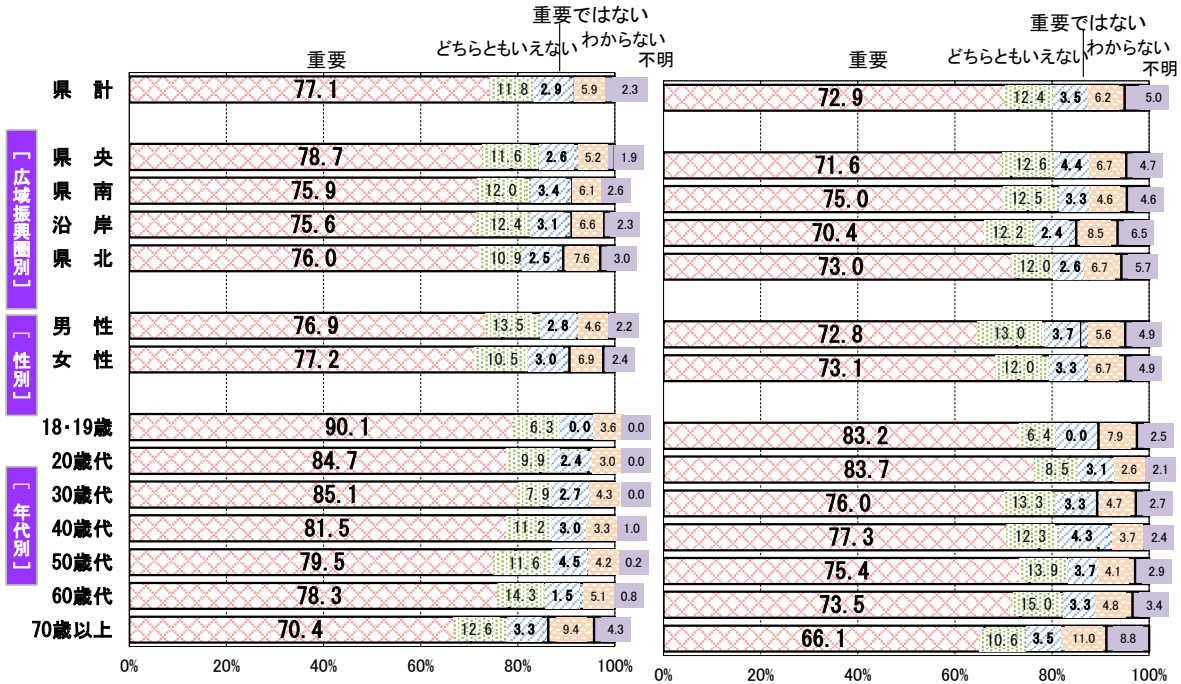 重要ではない 重要ではない
どちらともいえない わからない どちらともいえない わからない
重要 不明 重要 不明
県 計 77.1 11.8 2.9 5.9 2.3 72.9 12.4 3.5 6.2 5.0
[広域振興圏別]
県 央 78.7 11.6 2.6 5.2 1.9 71.6 12.6 4.4 6.7 4.7
県 南 75.9 12.0 3.4 6.1 2.6 75.0 12.5 3.3 4.6 4.6
沿 岸 75.6 12.4 3.1 6.6 2.3 70.4 12.2 2.4 8.5 6.5
県 北 76.0 10.9 2.5 7.6 3.0 73.0 12.0 2.6 6.7 5.7
[性別]
男 性 76.9 13.5 2.8 4.6 2.2 72.8 13.0 3.7 5.6 4.9
女 性 77.2 10.5 3.0 6.9 2.4 73.1 12.0 3.3 6.7 4.9
[年代別]
18・19歳 90.1 6.3 0.0 3.6 0.0 83.2 6.4 0.0 7.9 2.5
20歳代 84.7 9.9 2.4 3.0 0.0 83.7 8.5 3.1 2.6 2.1
30歳代 85.1 7.9 2.7 4.3 0.0 76.0 13.3 3.3 4.7 2.7
40歳代 81.5 11.2 3.0 3.3 1.0 77.3 12.3 4.3 3.7 2.4
50歳代 79.5 11.6 4.5 4.2 0.2 75.4 13.9 3.7 4.1 2.9
60歳代 78.3 14.3 1.5 5.1 0.8 73.5 15.0 3.3 4.8 3.4
70歳以上 70.4 12.6 3.3 9.4 4.3 66.1 10.6 3.5 11.0 8.8
0% 20% 40% 60% 80% 100% 0% 20% 40% 60% 80% 100%